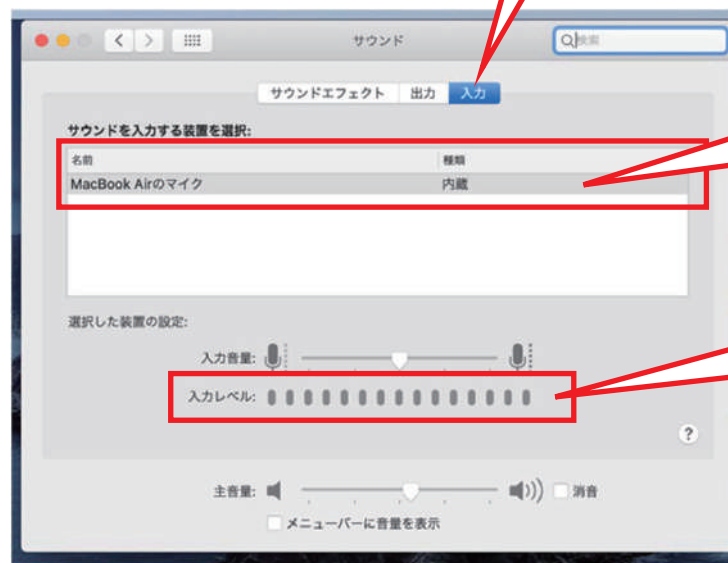 サウンド
検索
サウンドエフェクト 出力 入力
サウンドを入力する装置を選択:
名前 種類
MacBook Airのマイク 内蔵
選択した装置の設定:
入力音量:
入力レベル:
?
主音量: 消音
メニューバーに音量を表示